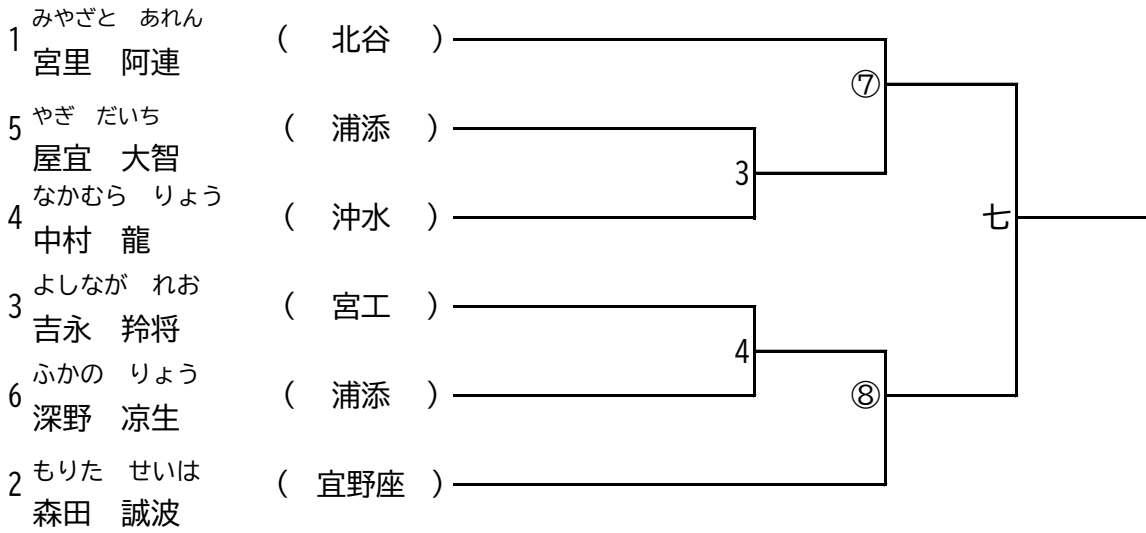 みやざと　あれん
1 宮里　阿連 （　北谷　）
⑦
やぎ　だいち
5 屋宜　大智 （　浦添　）
3
なかむら　りょう
4 中村　龍 （　沖水　）
七
よしなが　れお
3 吉永　羚将 （　宮工　）
4
ふかの　りょう
6 深野　凉生 （　浦添　）
⑧
もりた　せいは
2 森田　誠波 （　宜野座　）